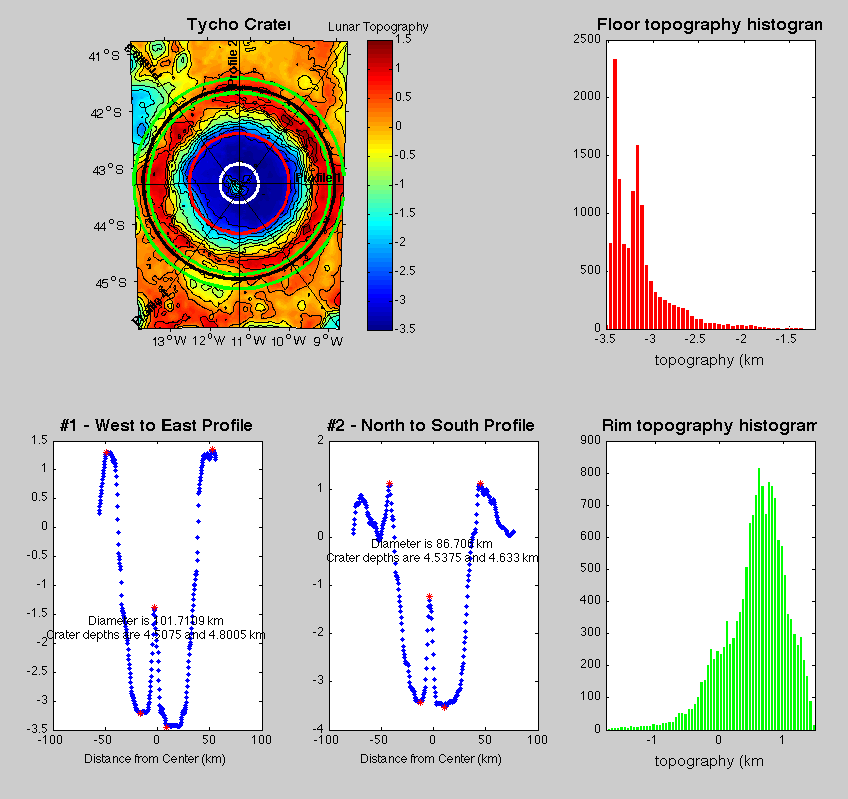 Tycho Crater
Lunar Topography
41°S
42°S
43°S
44°S
45°S
13°W 12°W 11°W 10°W 9°W
Profile 2
Profile 1
1.5
1
0.5
0
-0.5
-1
-1.5
-2
-2.5
-3
-3.5
Floor topography histogram
2500
2000
1500
1000
500
0
-3.5 -3 -2.5 -2 -1.5
topography (km
#1 - West to East Profile
1.5
1
0.5
0
-0.5
-1
-1.5
-2
-2.5
-3
-3.5
Diameter is 101.7109 km
Crater depths are 4.5075 and 4.8005 km
-100 -50 0 50 100
Distance from Center (km)
#2 - North to South Profile
2
1
0
-1
-2
-3
-4
Diameter is 86.708 km
Crater depths are 4.5375 and 4.633 km
-100 -50 0 50 100
Distance from Center (km)
Rim topography histogram
900
800
700
600
500
400
300
200
100
0
-1 0 1
topography (km